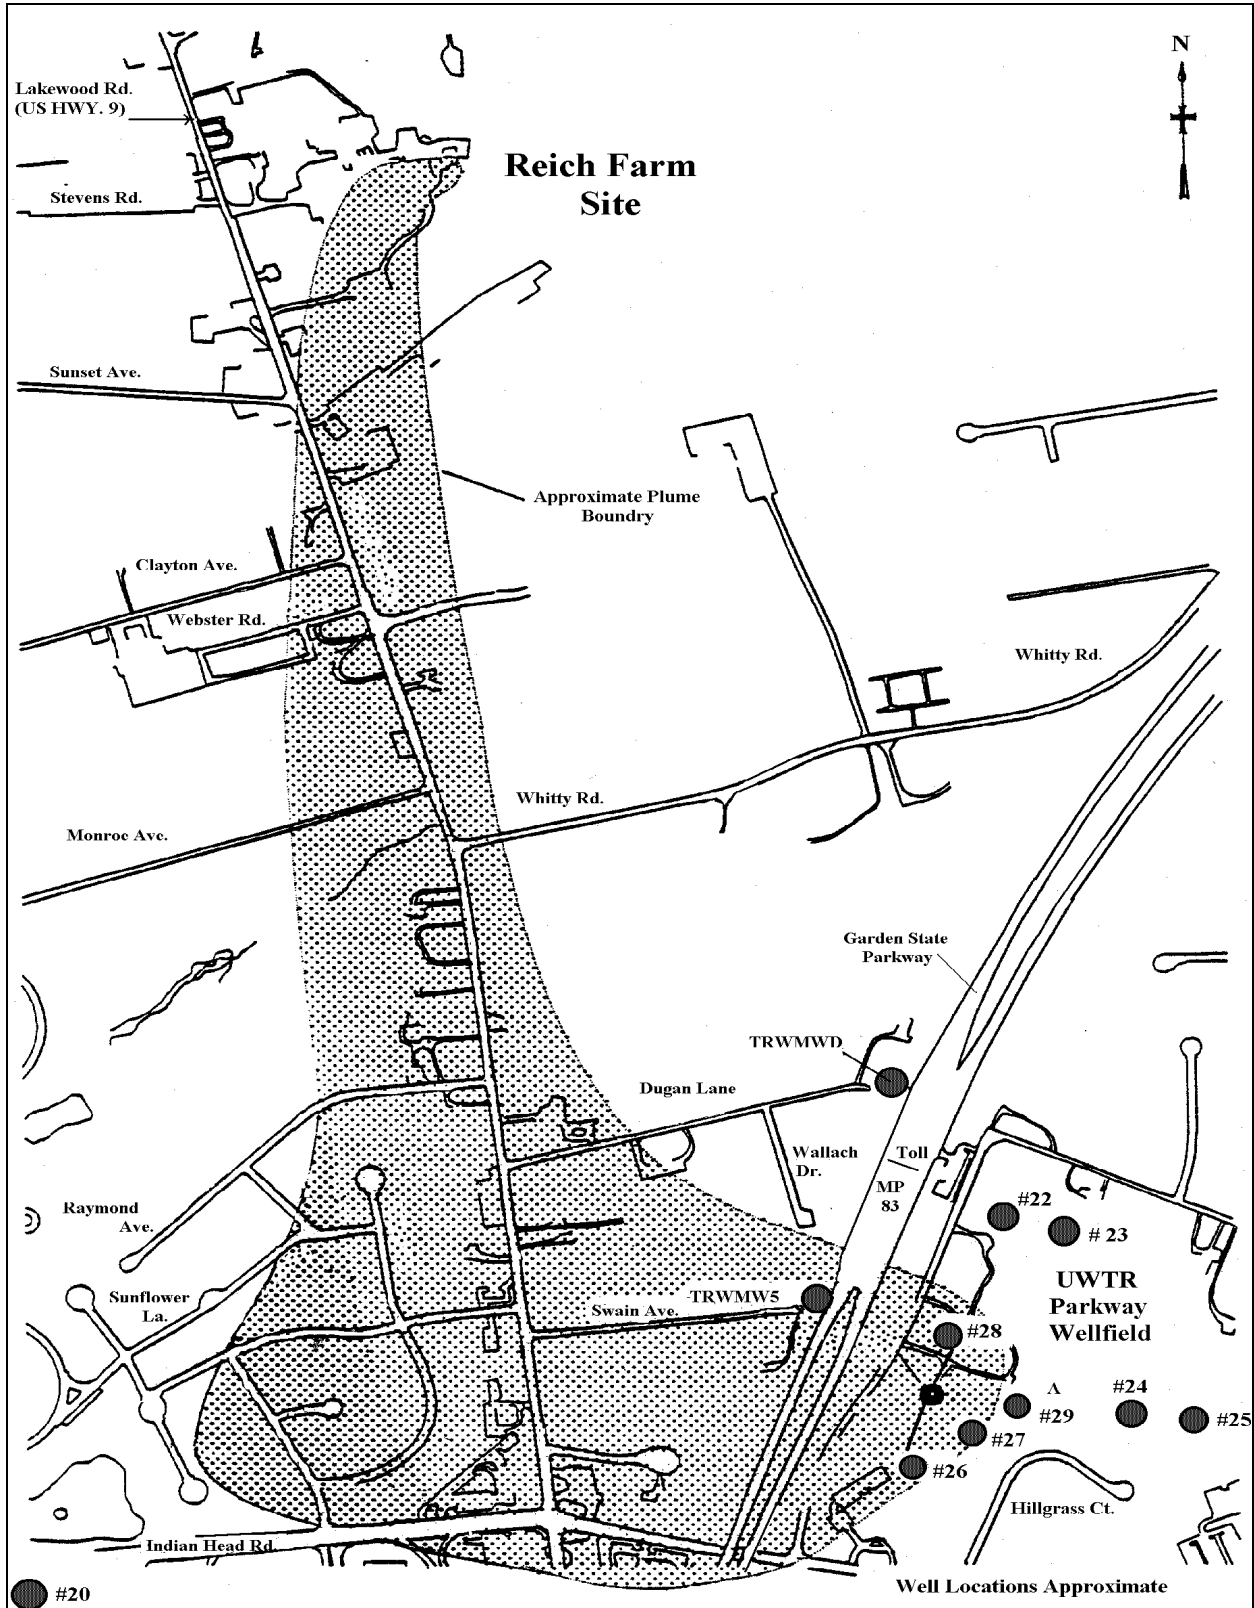 N
Lakewood Rd.
(US HWY. 9)
Reich Farm
Site
Stevens Rd.
Sunset Ave.
Approximate Plume
Boundry
Clayton Ave.
Webster Rd.
Whitty Rd.
Whitty Rd.
Monroe Ave.
Garden State
Parkway
TRWMWD
Dugan Lane
Wallach
Dr.
Toll
MP
83
#22
# 23
Raymond
Ave.
UWTR
Parkway
Wellfield
Sunflower
La.
TRWMW5
Swain Ave.
#28
Λ
#29
#24
#25
#27
#26
Hillgrass Ct.
Indian Head Rd.
Well Locations Approximate
#20